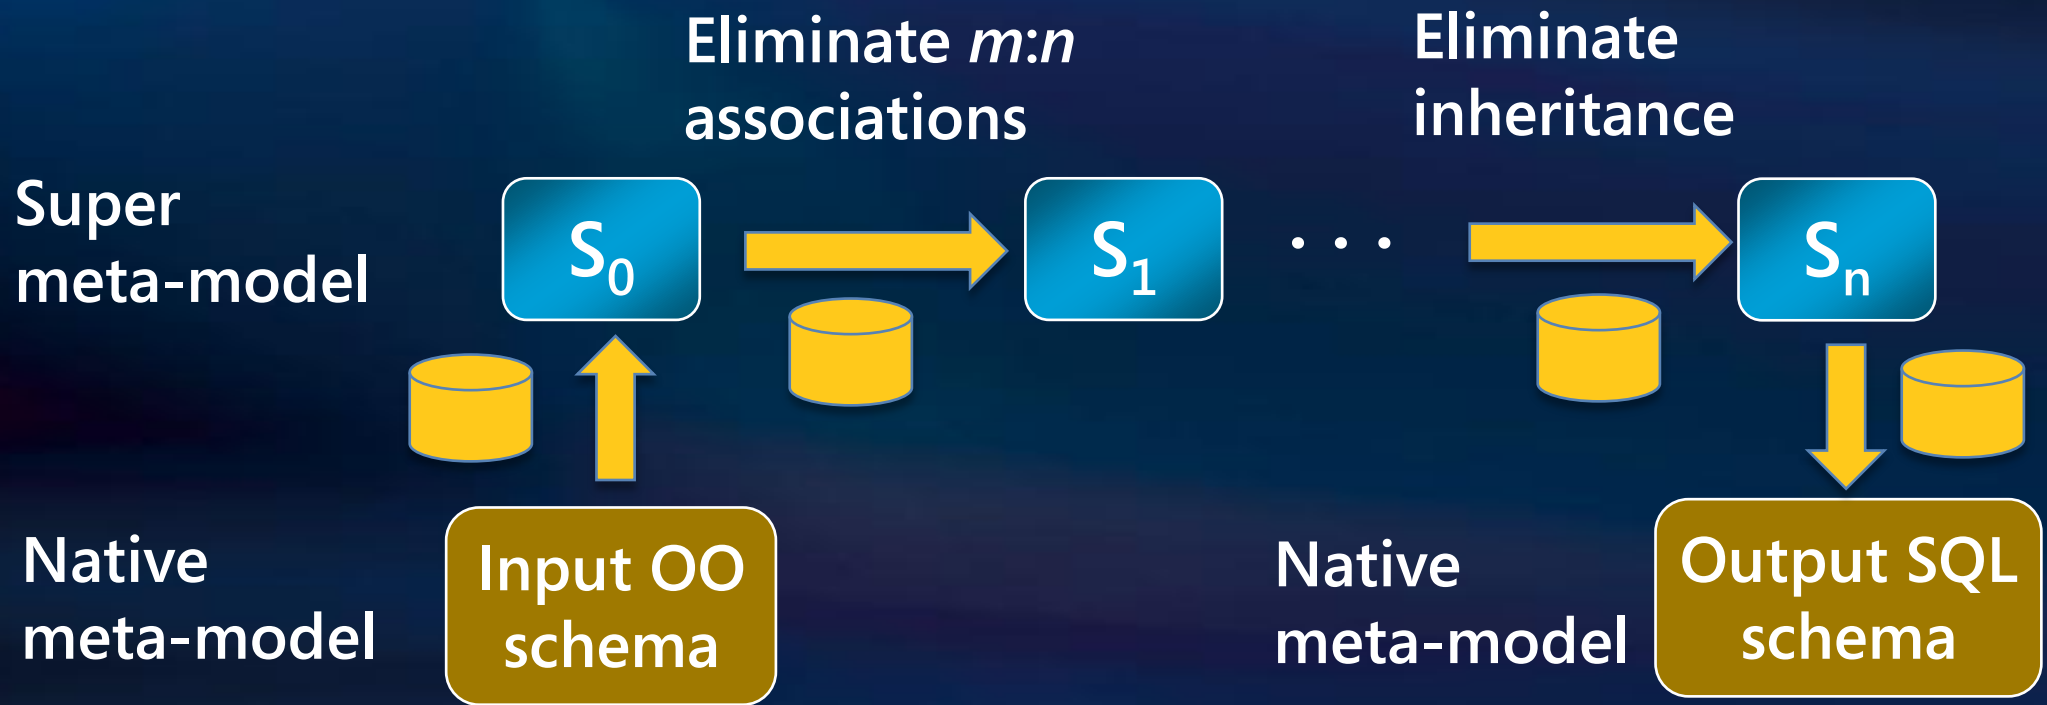 Eliminate m:n
associations
Eliminate
inheritance
Super
meta-model
S₀
S₁
. . .
Sₙ
Native
meta-model
Input OO
schema
Native
meta-model
Output SQL
schema